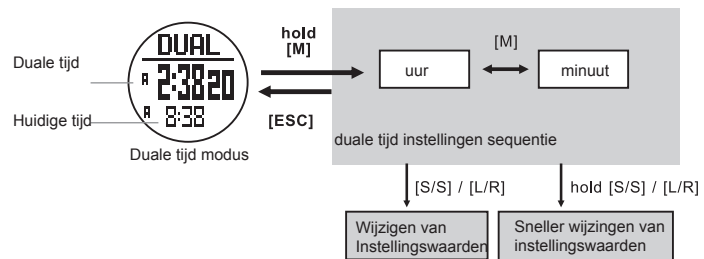 DUAL
A 2:38 20
A 8:38
Duale tijd
Huidige tijd
Duale tijd modus
hold
[M]
[ESC]
uur
[M]
minuut
duale tijd instellingen sequentie
[S/S] / [L/R]
hold [S/S] / [L/R]
Wijzigen van
Instellingswaarden
Sneller wijzingen van
instellingswaarden